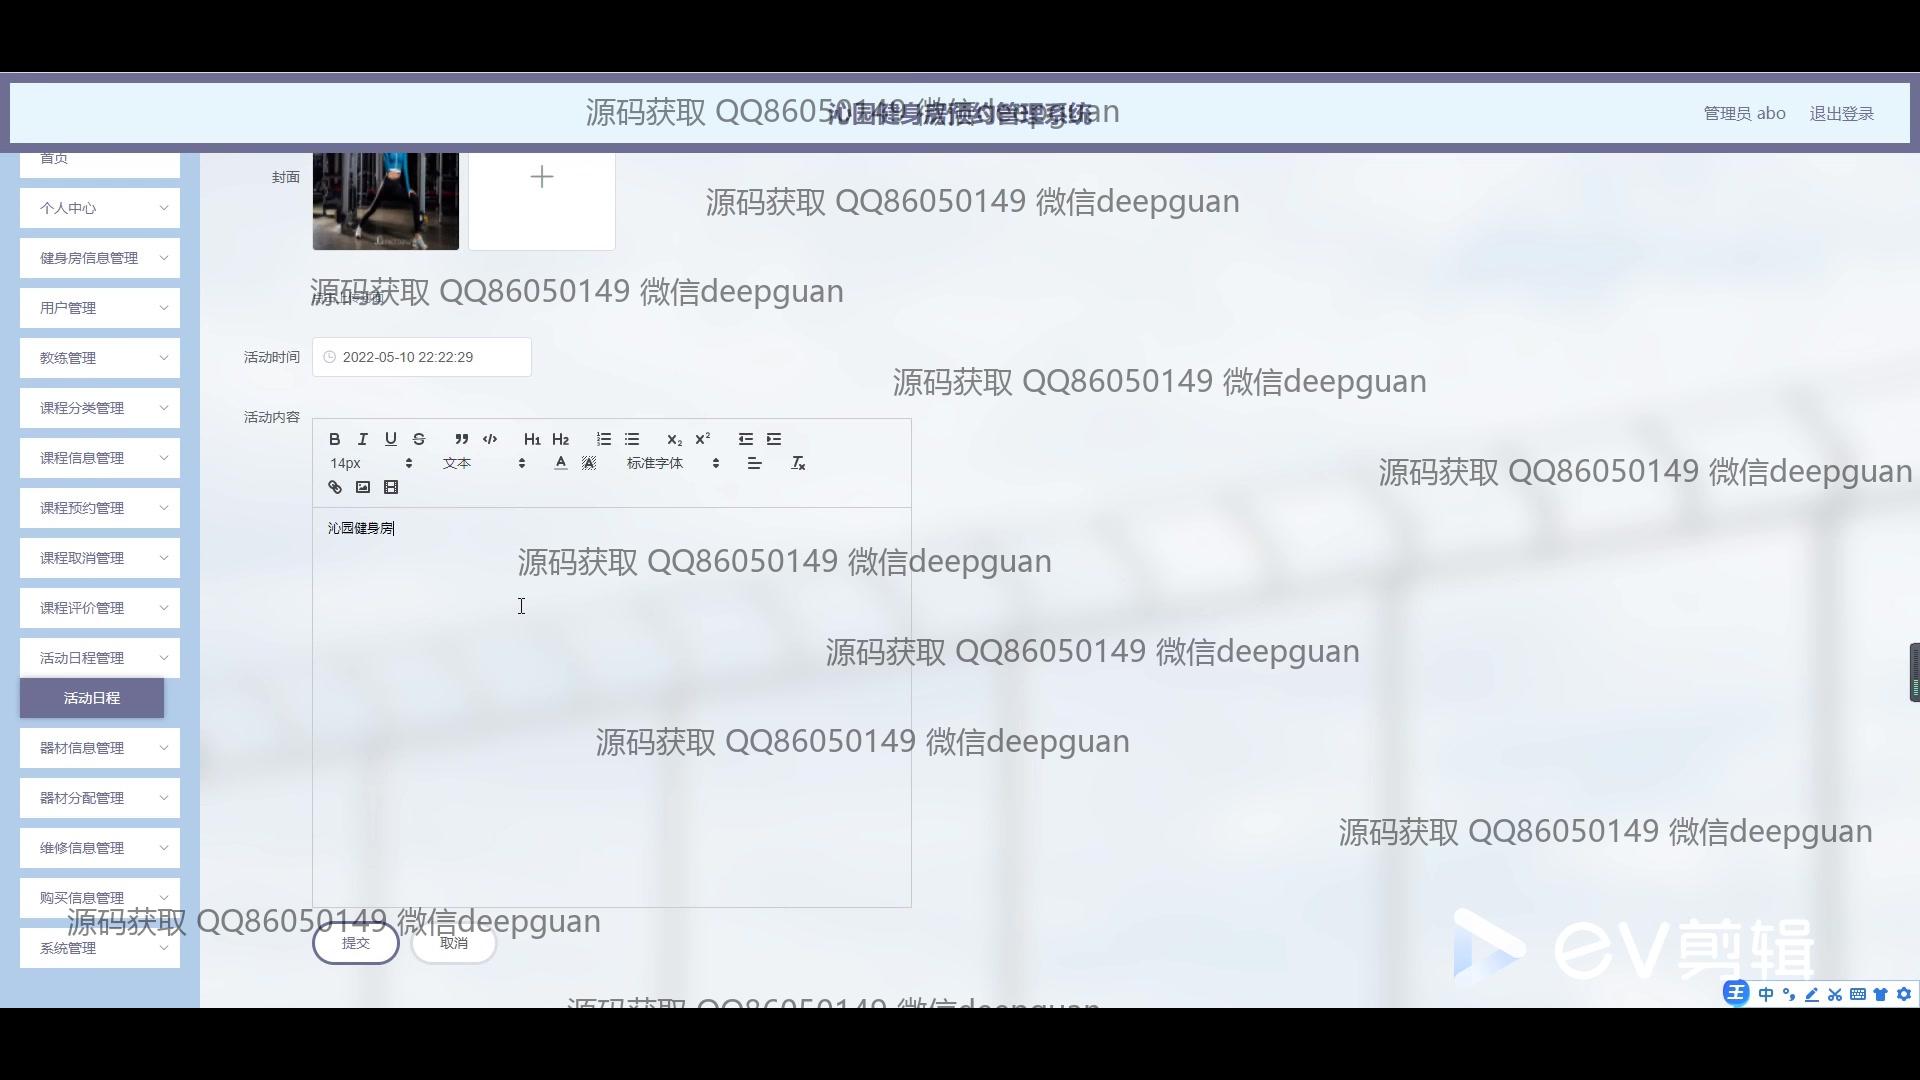 源码获取 QQ86050149 微信deepguan
沁园健身房预约管理系统
管理员 abo
退出登录
首页
个人中心
健身房信息管理
用户管理
教练管理
课程分类管理
课程信息管理
课程预约管理
课程取消管理
课程评价管理
活动日程管理
活动日程
器材信息管理
器材分配管理
维修信息管理
购买信息管理
系统管理
封面
源码获取 QQ86050149 微信deepguan
源码获取 QQ86050149 微信deepguan
活动时间
2022-05-10 22:22:29
源码获取 QQ86050149 微信deepguan
活动内容
B I U S H1 H2 X2 X2
14px 文本 A A 标准字体 Tx
源码获取 QQ86050149 微信deepguan
沁园健身房
源码获取 QQ86050149 微信deepguan
源码获取 QQ86050149 微信deepguan
源码获取 QQ86050149 微信deepguan
源码获取 QQ86050149 微信deepguan
源码获取 QQ86050149 微信deepguan
提交
取消
EV剪辑
源码获取 QQ86050149 微信deepguan
王 中